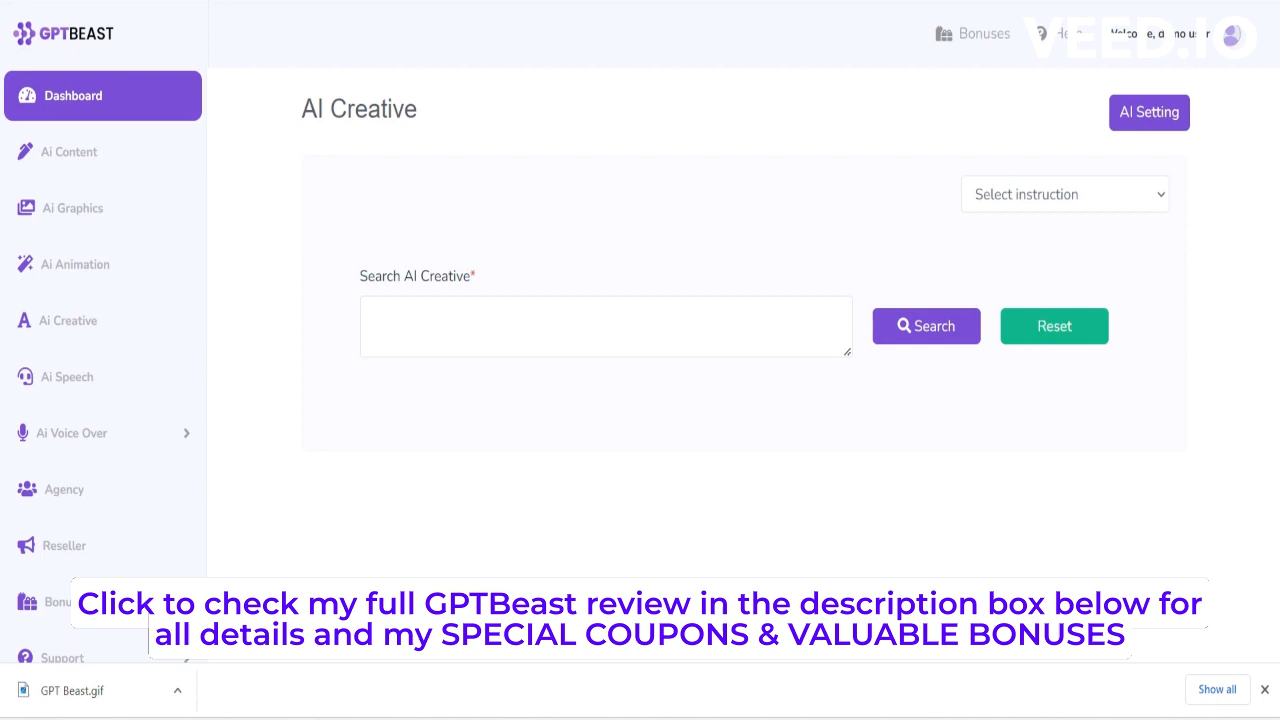 GPTBEAST
Bonuses
VEED.IO
Dashboard
AI Creative
AI Setting
Ai Content
Select instruction
Ai Graphics
Ai Animation
Search AI Creative*
Ai Creative
Search
Reset
Ai Speech
Ai Voice Over
Agency
Reseller
Click to check my full GPTBeast review in the description box below for
all details and my SPECIAL COUPONS & VALUABLE BONUSES
Support
GPT Beast.gif
Show all